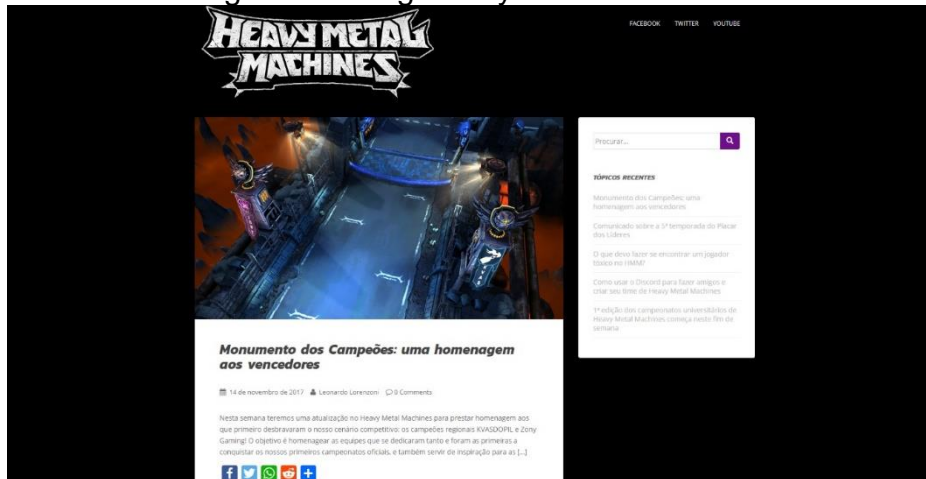 HEAVY METAL
MACHINES
FACEBOOK TWITTER YOUTUBE
Procurar...
TÓPICOS RECENTES
Monumento dos Campeões: uma
homenagem aos vencedores
Comunicado sobre a 5ª temporada do Placar
dos Líderes
O que devo fazer se encontrar um jogador
tóxico no HMM?
Como usar o Discord para fazer amigos e
criar seu time de Heavy Metal Machines
1ª edição dos campeonatos universitários de
Heavy Metal Machines começa neste fim de
semana
Monumento dos Campeões: uma homenagem
aos vencedores
14 de novembro de 2017 Leonardo Lorenzoni 0 Comments
Nesta semana teremos uma atualização no Heavy Metal Machines para prestar homenagem aos
que primeiro desbravaram o nosso cenário competitivo: os campeões regionais KVASDOPIL e Zony
Gaming! O objetivo é homenagear as equipes que se dedicaram tanto e foram as primeiras a
conquistar os nossos primeiros campeonatos oficiais, e também servir de inspiração para as [...]